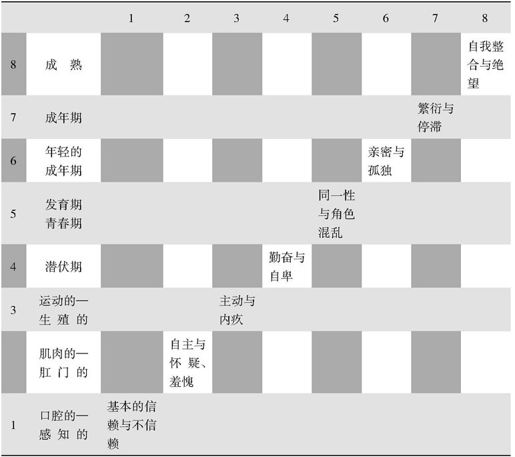 1 2 3 4 5 6 7 8
8 成 熟 自我整
合与绝
望
7 成年期 繁衍与
停滞
6 年轻的
成年期 亲密与
孤独
5 发育期
青春期 同一性
与角色
混乱
4 潜伏期 勤奋与
自卑
3 运动的—
生 殖 的 主动与
内疚
肌肉的—
肛 门 的 自主与
怀 疑、
羞愧
1 口腔的—
感 知 的 基本的信
赖与不信
赖